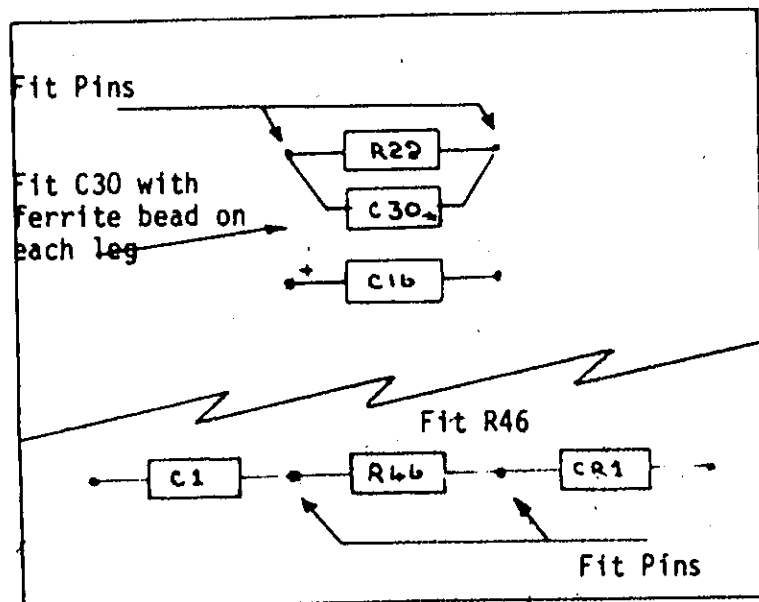 Fit Pins
R22
Fit C30 with
ferrite bead on
each leg
C30
+
C16
Fit R46
C1
R46
CR1
Fit Pins